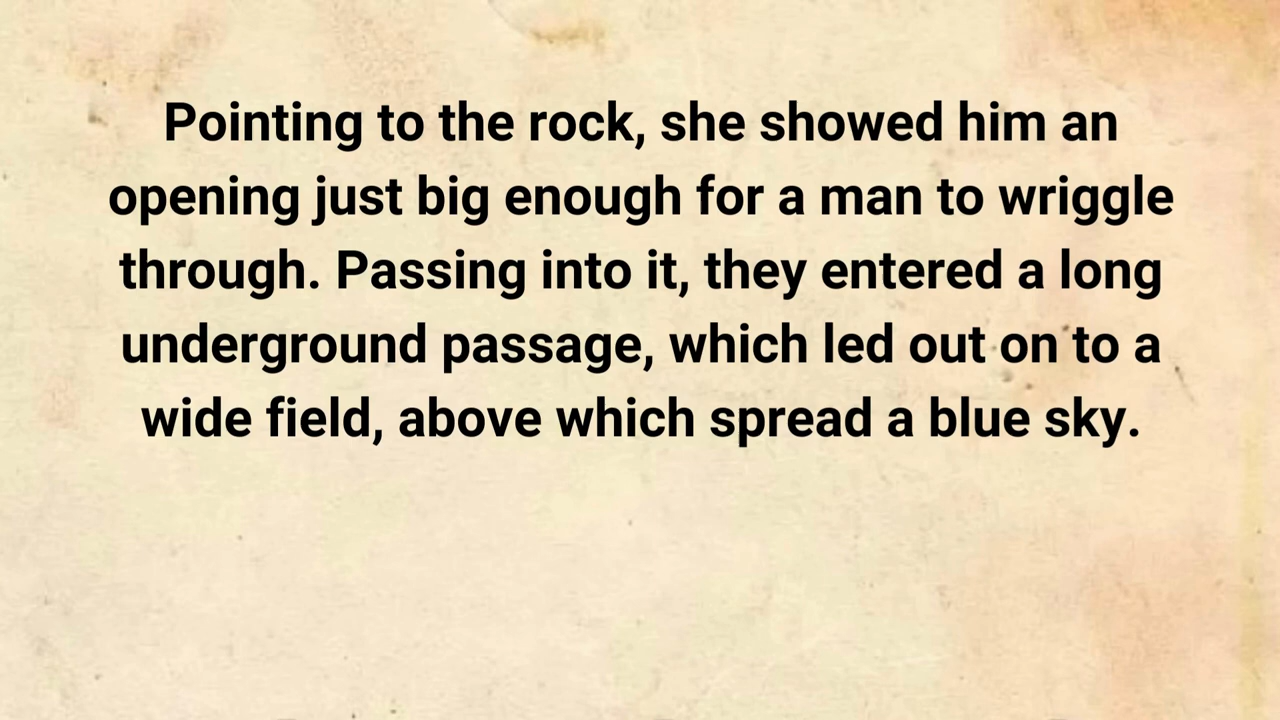 Pointing to the rock, she showed him an
opening just big enough for a man to wriggle
through. Passing into it, they entered a long
underground passage, which led out on to a
wide field, above which spread a blue sky.